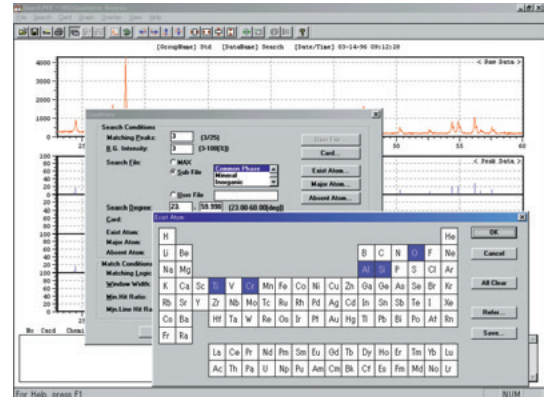 File Search Card Graph Overlay View Help
[GroupName] Std [DataName] Search [Date/Time] 03-14-96 09:12:28
< Raw Data >
4000
3000
2000
1000
0
50
55
60
< Peak Data >
Conditions
Search Conditions
Matching Peaks: 3 (3/25)
B.G. Intensity: 3 (3-100[%])
Search File: MAX
Sub File
Common Phase
Mineral
Inorganic
User File
Search Degree: 23. - 59.998 (23.00-60.00[deg])
Card:
Exist Atom:
Major Atom:
Absent Atom:
Match Conditions
Matching Logic
Window Width:
Min.Hit Ratio:
Min.Line Hit Ra
Card...
Exist Atom...
Major Atom...
Absent Atom...
Exist Atom
H He
Li Be B C N O F Ne
Na Mg Al Si P S Cl Ar
K Ca Sc Ti V Cr Mn Fe Co Ni Cu Zn Ga Ge As Se Br Kr
Rb Sr Y Zr Nb Mo Tc Ru Rh Pd Ag Cd In Sn Sb Te I Xe
Cs Ba Hf Ta W Re Os Ir Pt Au Hg Tl Pb Bi Po At Rn
Fr Ra
La Ce Pr Nd Pm Sm Eu Gd Tb Dy Ho Er Tm Yb Lu
Ac Th Pa U Np Pu Am Cm Bk Cf Es Fm Md No Lr
OK
Cancel
All Clear
Refer...
Save...
No Card Chemi
For Help, press F1
NUM